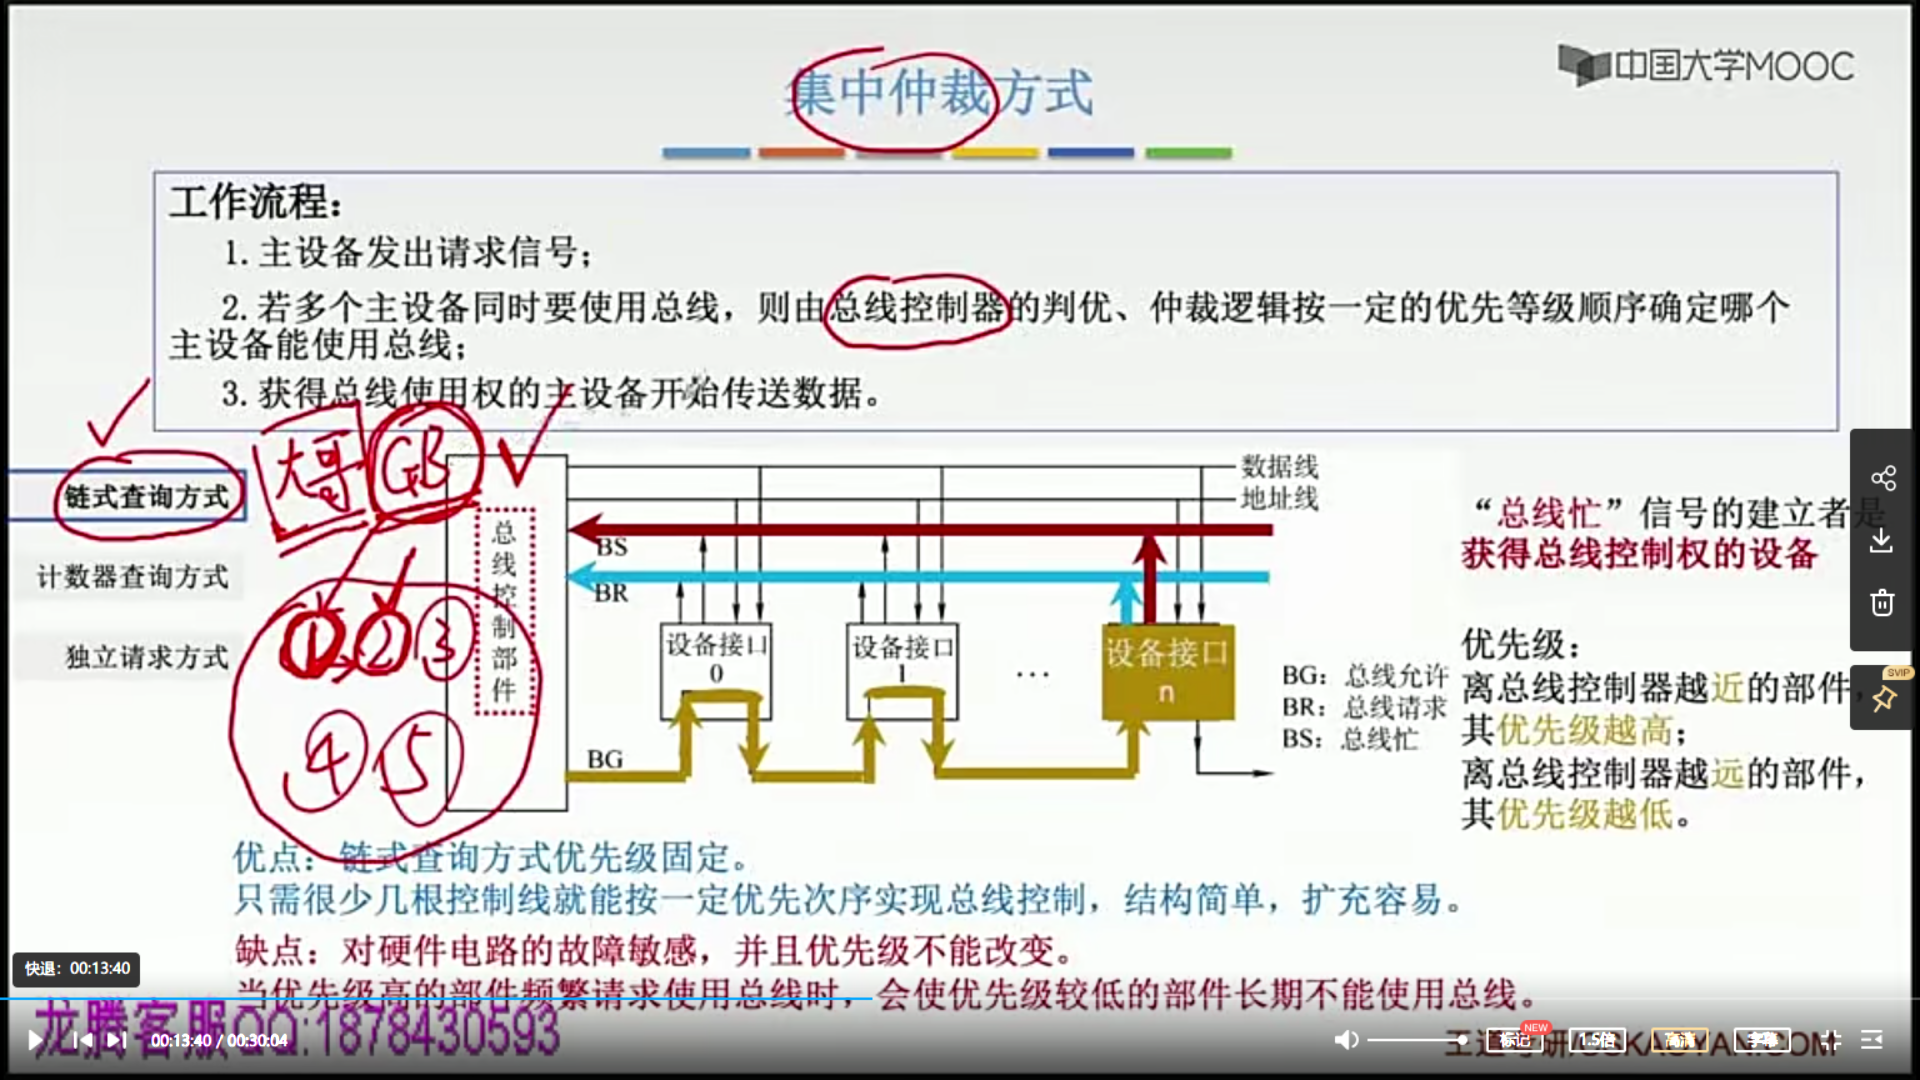 集中仲裁方式
中国大学MOOC
工作流程：
1. 主设备发出请求信号；
2. 若多个主设备同时要使用总线，则由总线控制器的判优、仲裁逻辑按一定的优先等级顺序确定哪个
主设备能使用总线；
3. 获得总线使用权的主设备开始传送数据。
链式查询方式
计数器查询方式
独立请求方式
大哥
GB
① ② ③
④ ⑤
总线控制部件
数据线
地址线
BS
BR
设备接口
0
设备接口
1
···
设备接口
n
BG
BG：总线允许
BR：总线请求
BS：总线忙
“总线忙”信号的建立者是
获得总线控制权的设备
优先级：
离总线控制器越近的部件，
其优先级越高；
离总线控制器越远的部件，
其优先级越低。
SVIP
优点：链式查询方式优先级固定。
只需很少几根控制线就能按一定优先次序实现总线控制，结构简单，扩充容易。
缺点：对硬件电路的故障敏感，并且优先级不能改变。
当优先级高的部件频繁请求使用总线时，会使优先级较低的部件长期不能使用总线。
快退：00:13:40
龙腾客服QQ:1878430593
00:13:40 / 00:30:04
王道考研/CSKAOYAN.COM
标记
NEW
1.5倍
高清
字幕